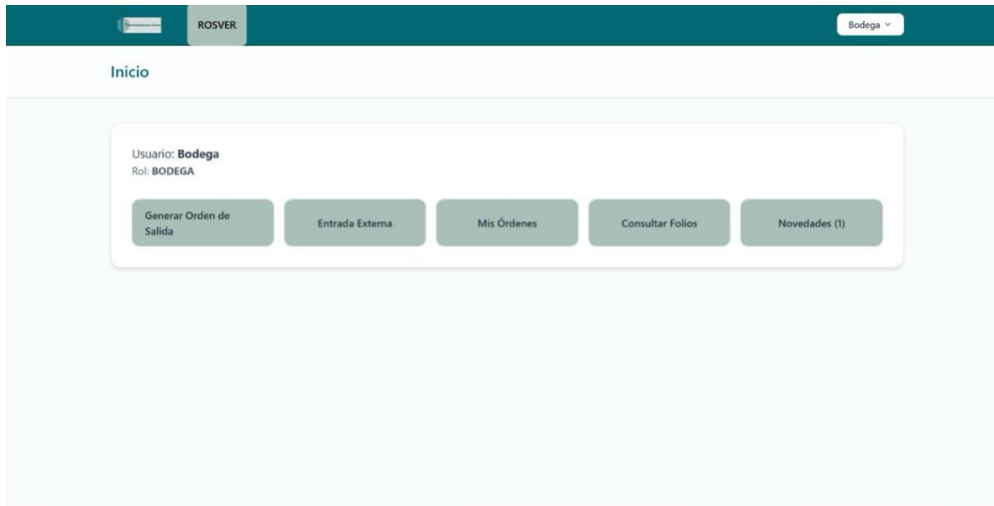 ROSVER
Bodega
Inicio
Usuario: Bodega
Rol: BODEGA
Generar Orden de
Salida
Entrada Externa
Mis Órdenes
Consultar Folios
Novedades (1)